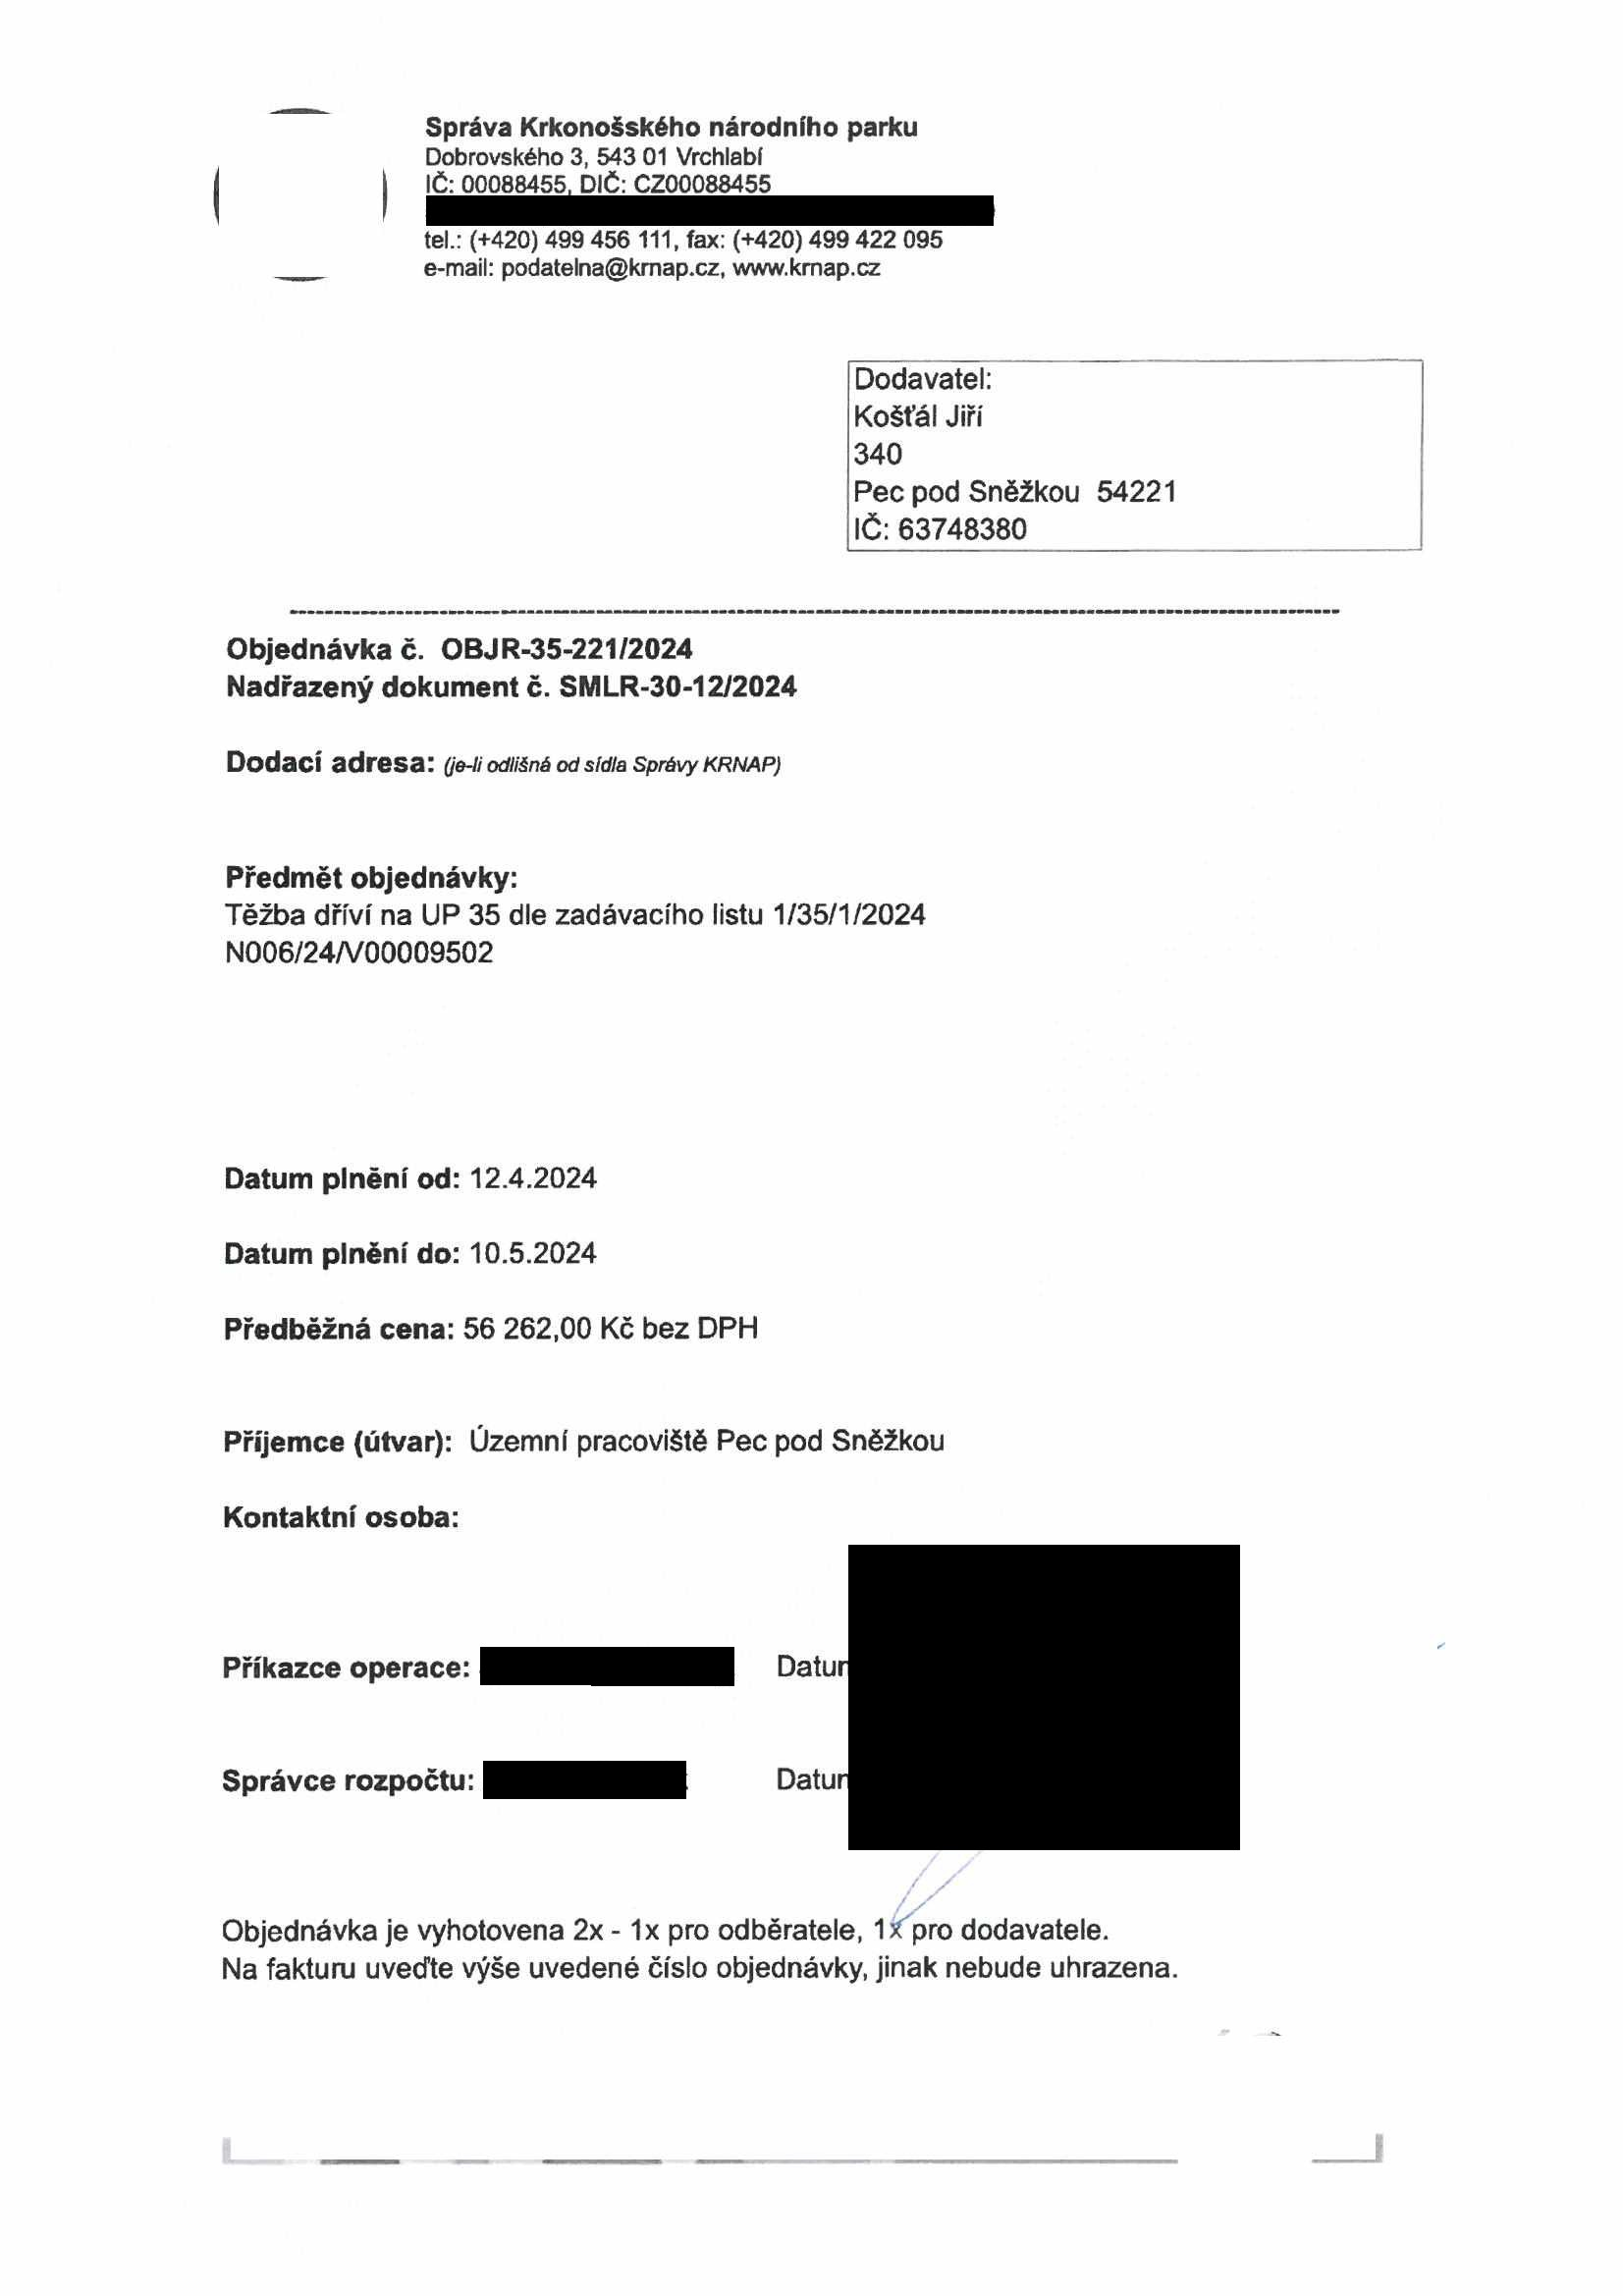 Správa Krkonošského národního parku
Dobrovského 3, 543 01 Vrchlabí
IČ: 00088455, DIČ: CZ00088455
tel.: (+420) 499 456 111, fax: (+420) 499 422 095
e-mail: podatelna@krnap.cz, www.krnap.cz
Dodavatel:
Košťál Jiří
340
Pec pod Sněžkou 54221
IČ: 63748380
Objednávka č. OBJR-35-221/2024
Nadřazený dokument č. SMLR-30-12/2024
Dodací adresa: (je-li odlišná od sídla Správy KRNAP)
Předmět objednávky:
Těžba dříví na UP 35 dle zadávacího listu 1/35/1/2024
N006/24/V00009502
Datum plnění od: 12.4.2024
Datum plnění do: 10.5.2024
Předběžná cena: 56 262,00 Kč bez DPH
Příjemce (útvar): Územní pracoviště Pec pod Sněžkou
Kontaktní osoba:
Příkazce operace: Datu
Správce rozpočtu: Datu
Objednávka je vyhotovena 2x - 1x pro odběratele, 1x pro dodavatele.
Na fakturu uveďte výše uvedené číslo objednávky, jinak nebude uhrazena.